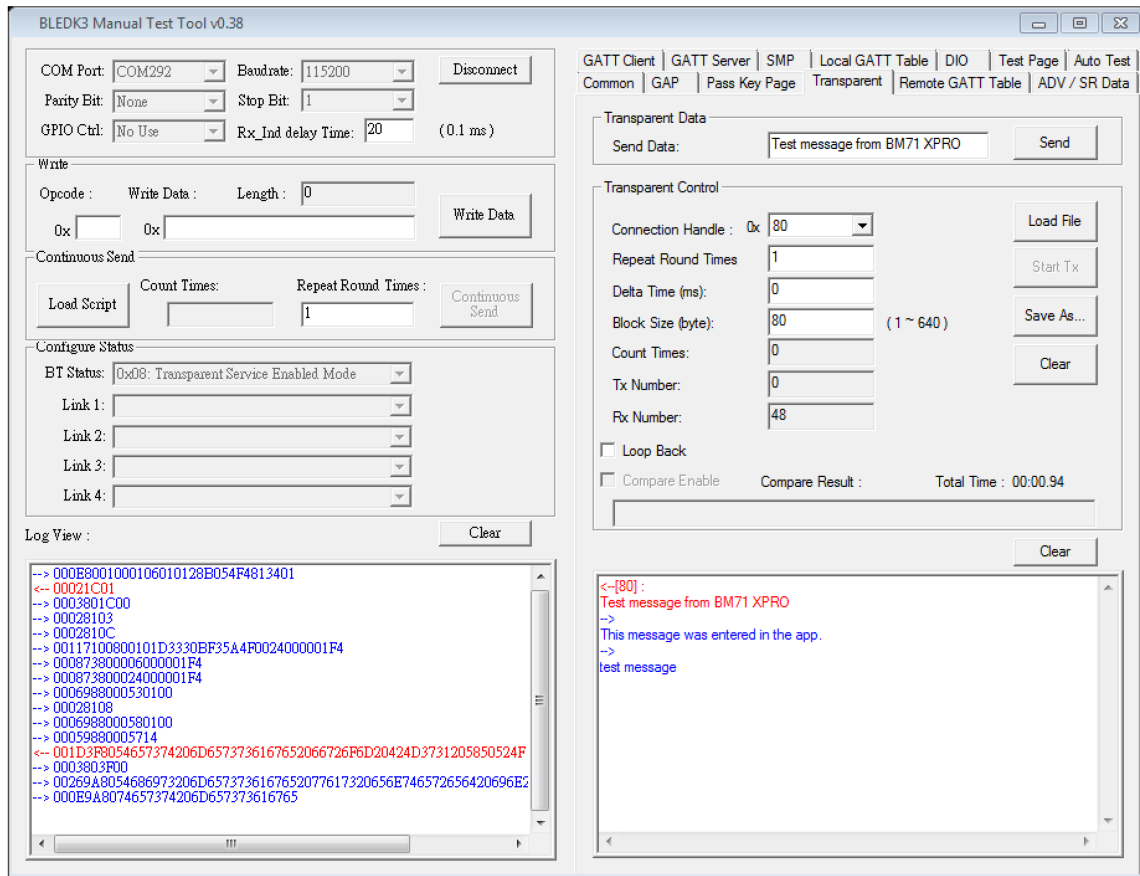 BLEDK3 Manual Test Tool v0.38
COM Port: COM292 Baudrate: 115200 Disconnect
Parity Bit: None Stop Bit: 1
GPIO Ctrl: No Use Rx_Ind delay Time: 20 ( 0.1 ms )
Write
Opcode : Write Data : Length : 0
0x 0x Write Data
Continuous Send
Load Script Count Times: Repeat Round Times : 1 Continuous Send
Configure Status
BT Status: 0x08: Transparent Service Enabled Mode
Link 1:
Link 2:
Link 3:
Link 4:
Log View : Clear
--> 000E8001000106010128B054F4813401
<-- 00021C01
--> 0003801C00
--> 00028103
--> 0002810C
--> 00117100800101D3330BF35A4F0024000001F4
--> 000873800006000001F4
--> 000873800024000001F4
--> 0006988000530100
--> 00028108
--> 0006988000580100
--> 00059880005714
<-- 001D3F8054657374206D6573736167652066726F6D20424D3731205850524F
--> 0003803F00
--> 00269A8054686973206D6573736167652077617320656E746572656420696E2
--> 000E9A8074657374206D657373616765
GATT Client GATT Server SMP Local GATT Table DIO Test Page Auto Test
Common GAP Pass Key Page Transparent Remote GATT Table ADV / SR Data
Transparent Data
Send Data: Test message from BM71 XPRO Send
Transparent Control
Connection Handle : 0x 80 Load File
Repeat Round Times 1 Start Tx
Delta Time (ms): 0
Block Size (byte): 80 ( 1 ~ 640 ) Save As...
Count Times: 0 Clear
Tx Number: 0
Rx Number: 48
Loop Back
Compare Enable Compare Result : Total Time : 00:00.94
Clear
<--[80] :
Test message from BM71 XPRO
-->
This message was entered in the app.
-->
test message